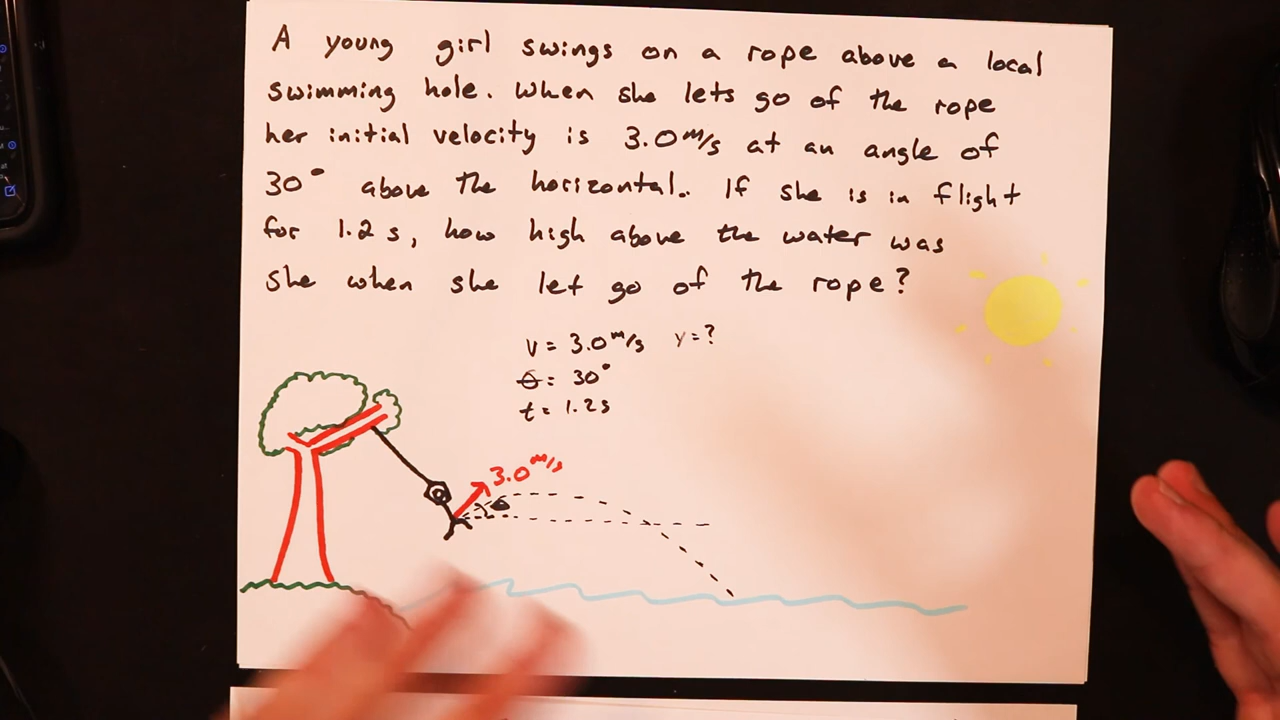 A young girl swings on a rope above a local
swimming hole. When she lets go of the rope
her initial velocity is 3.0 m/s at an angle of
30° above the horizontal. If she is in flight
for 1.2 s, how high above the water was
she when she let go of the rope?
v = 3.0 m/s y = ?
θ = 30°
t = 1.2 s
3.0 m/s
θ